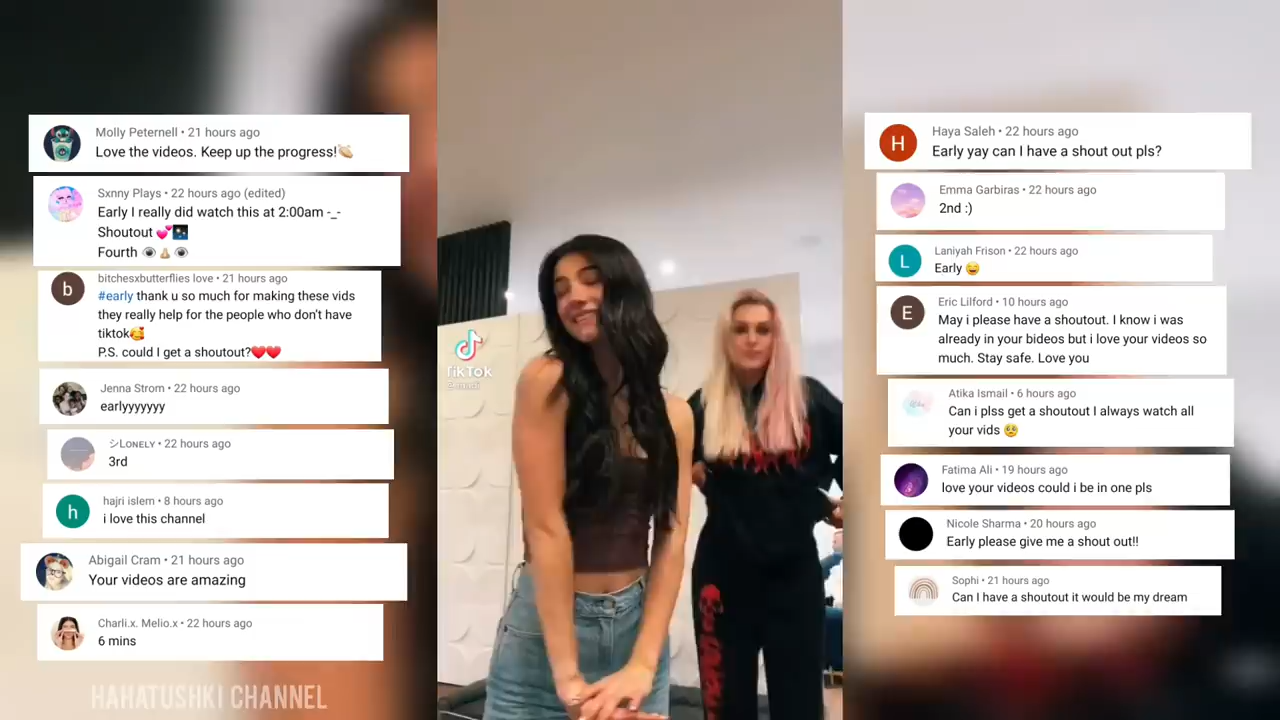 Molly Peternell • 21 hours ago
Love the videos. Keep up the progress!👏🏼
Sxnny Plays • 22 hours ago (edited)
Early I really did watch this at 2:00am -_-
Shoutout 💕🌌
Fourth 👁👃🏼👁
bitchesxbutterflies love • 21 hours ago
#early thank u so much for making these vids
they really help for the people who don't have
tiktok🥰
P.S. could I get a shoutout?❤️❤️
Jenna Strom • 22 hours ago
earlyyyyyyy
シLONELY • 22 hours ago
3rd
h
hajri islem • 8 hours ago
i love this channel
Abigail Cram • 21 hours ago
Your videos are amazing
Charli.x. Melio.x • 22 hours ago
6 mins
HAHATUSHKI CHANNEL
b
TikTok
H
Haya Saleh • 22 hours ago
Early yay can I have a shout out pls?
Emma Garbiras • 22 hours ago
2nd :)
L
Laniyah Frison • 22 hours ago
Early 😅
E
Eric Lilford • 10 hours ago
May i please have a shoutout. I know i was
already in your bideos but i love your videos so
much. Stay safe. Love you
Atika Ismail • 6 hours ago
Can i plss get a shoutout I always watch all
your vids 🥺
Fatima Ali • 19 hours ago
love your videos could i be in one pls
Nicole Sharma • 20 hours ago
Early please give me a shout out!!
Sophi • 21 hours ago
Can I have a shoutout it would be my dream